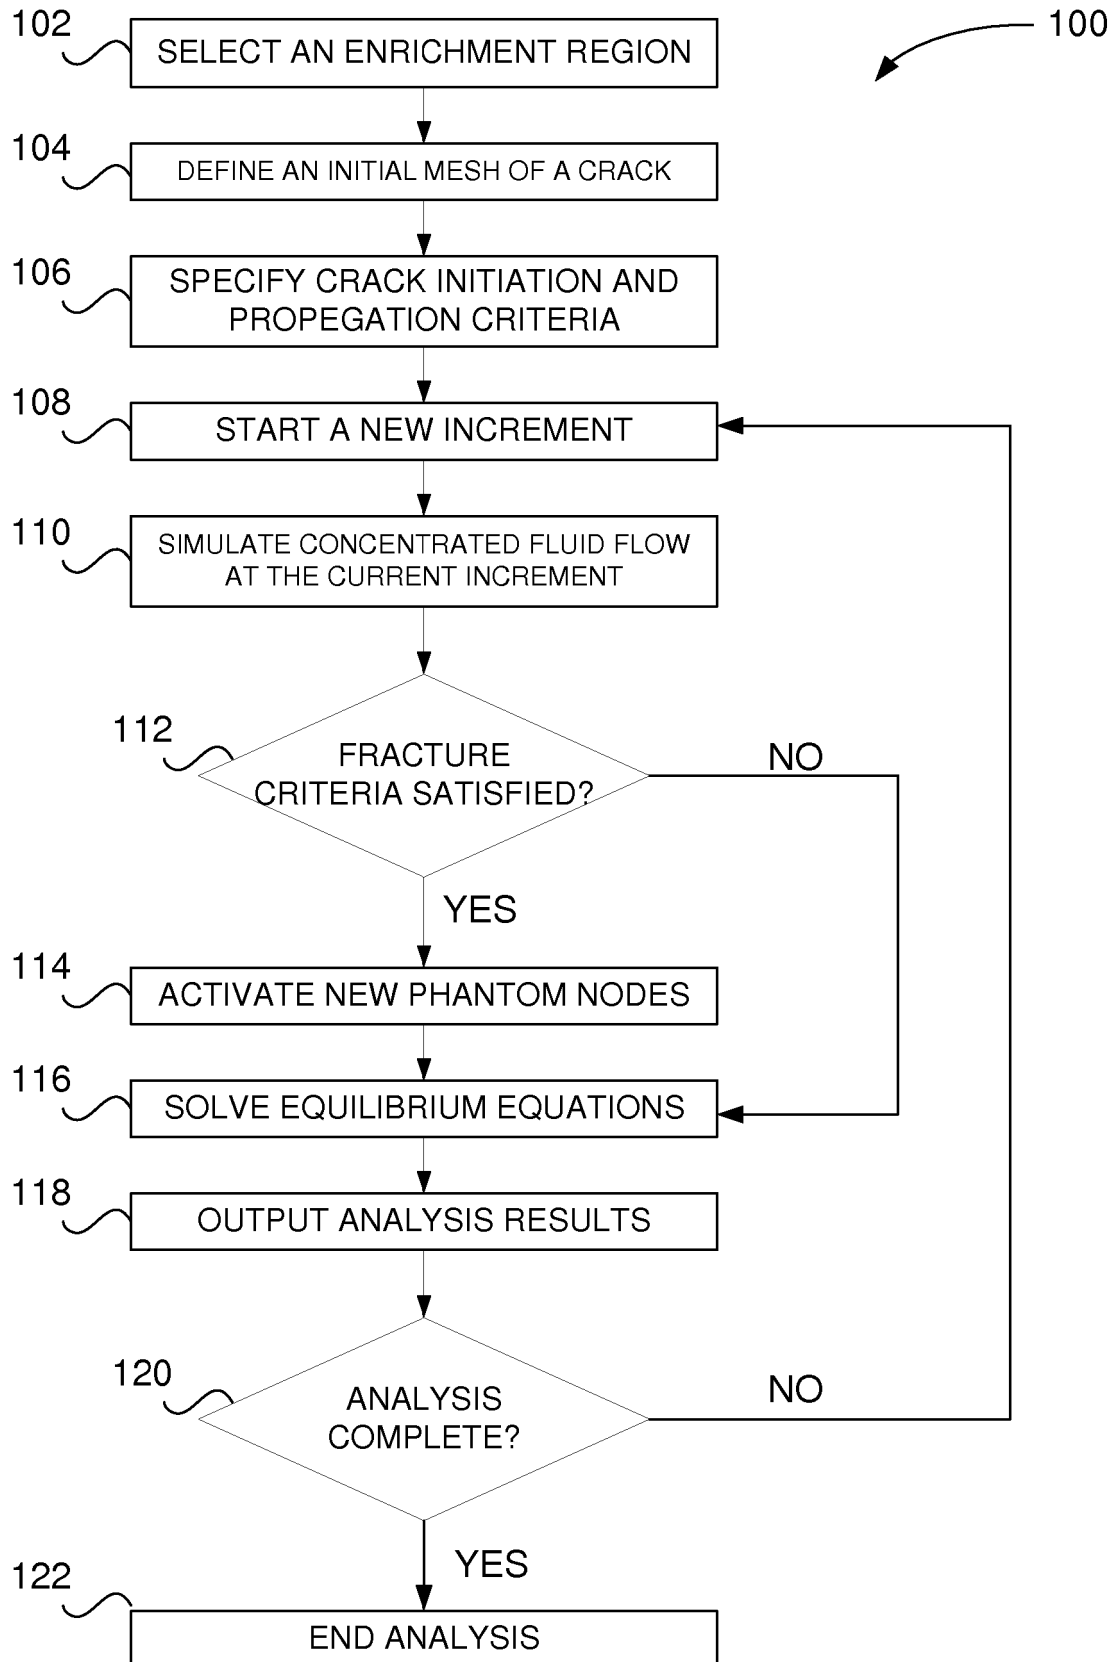 102
SELECT AN ENRICHMENT REGION
100
104
DEFINE AN INITIAL MESH OF A CRACK
106
SPECIFY CRACK INITIATION AND
PROPEGATION CRITERIA
108
START A NEW INCREMENT
110
SIMULATE CONCENTRATED FLUID FLOW
AT THE CURRENT INCREMENT
112
FRACTURE
CRITERIA SATISFIED?
NO
YES
114
ACTIVATE NEW PHANTOM NODES
116
SOLVE EQUILIBRIUM EQUATIONS
118
OUTPUT ANALYSIS RESULTS
120
ANALYSIS
COMPLETE?
NO
YES
122
END ANALYSIS